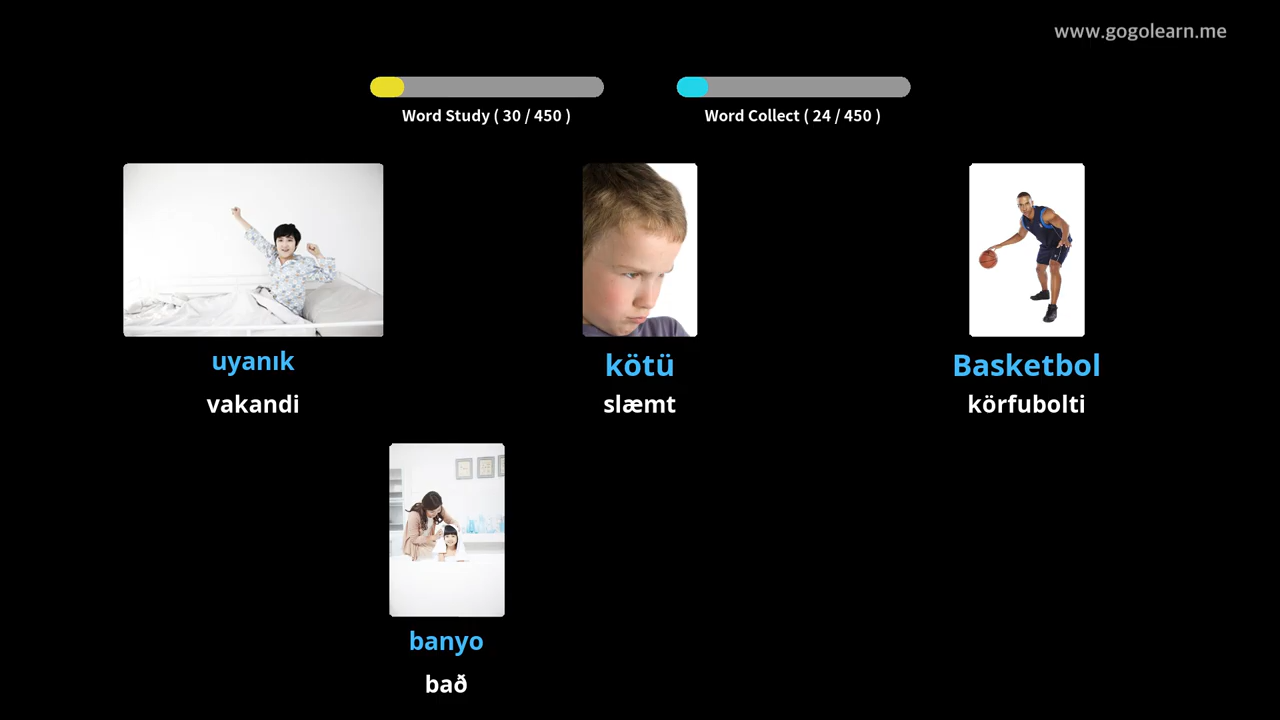 www.gogolearn.me
Word Study ( 30 / 450 )
Word Collect ( 24 / 450 )
uyanık
vakandi
kötü
slæmt
Basketbol
körfubolti
banyo
bað